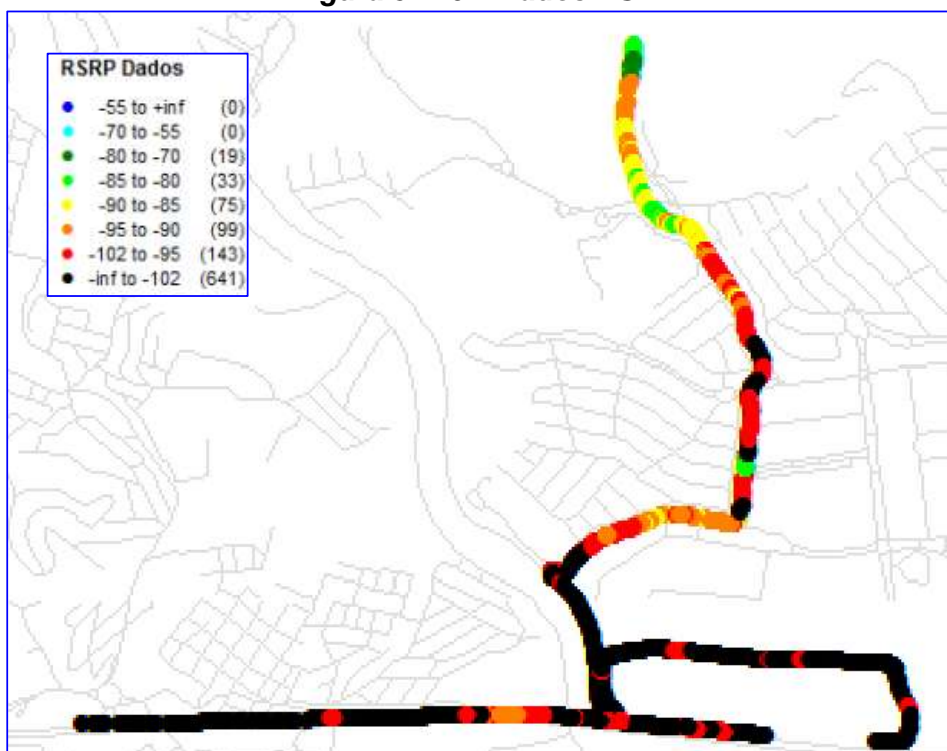 RSRP Dados
-55 to +inf (0)
-70 to -55 (0)
-80 to -70 (19)
-85 to -80 (33)
-90 to -85 (75)
-95 to -90 (99)
-102 to -95 (143)
-inf to -102 (641)